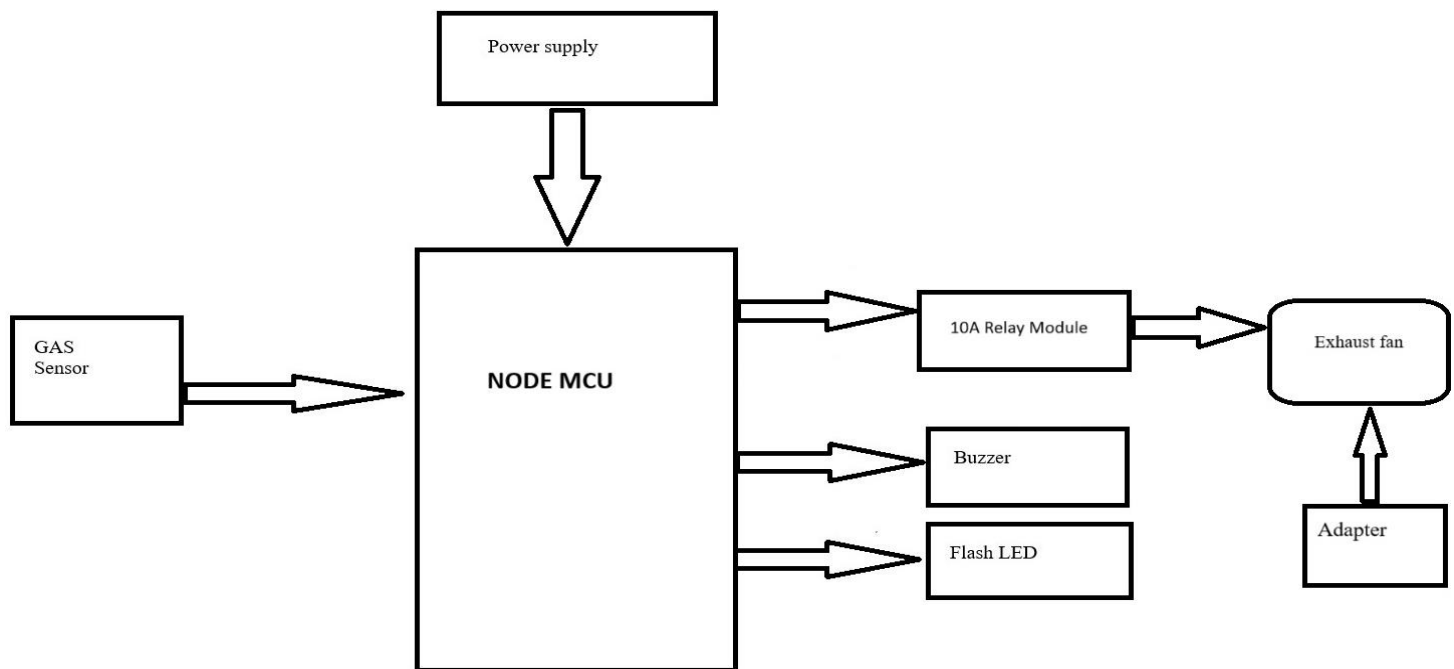 Power supply
GAS
Sensor
NODE MCU
10A Relay Module
Exhaust fan
Buzzer
Flash LED
Adapter